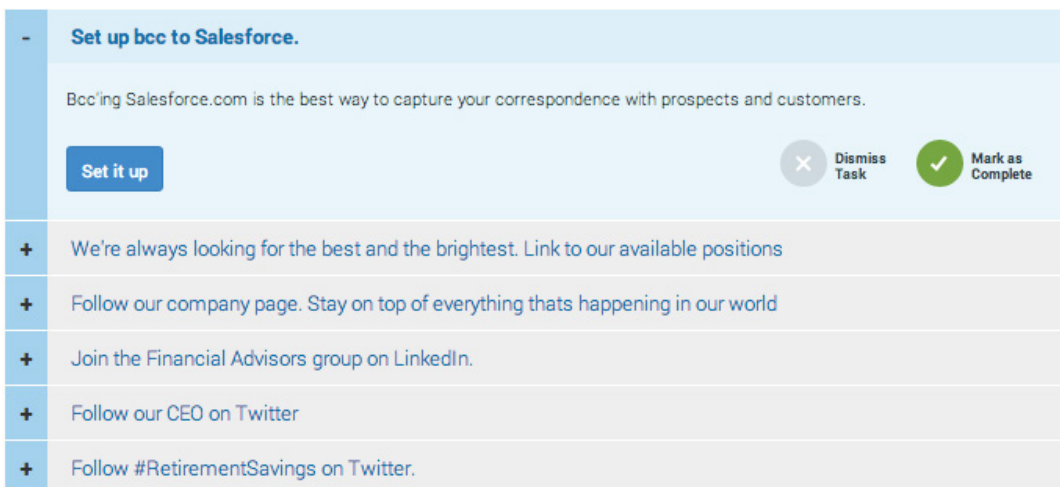 - Set up bcc to Salesforce.
Bcc'ing Salesforce.com is the best way to capture your correspondence with prospects and customers.
Set it up
Dismiss
Task
Mark as
Complete
+ We're always looking for the best and the brightest. Link to our available positions
+ Follow our company page. Stay on top of everything thats happening in our world
+ Join the Financial Advisors group on LinkedIn.
+ Follow our CEO on Twitter
+ Follow #RetirementSavings on Twitter.